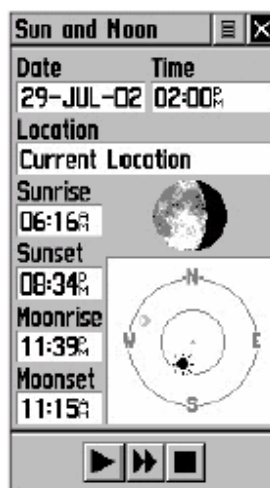 Sun and Moon
Date Time
29-JUL-02 02:00PM
Location
Current Location
Sunrise
06:16AM
Sunset
08:34PM
Moonrise
11:39PM
Moonset
11:15AM
N
W E
S